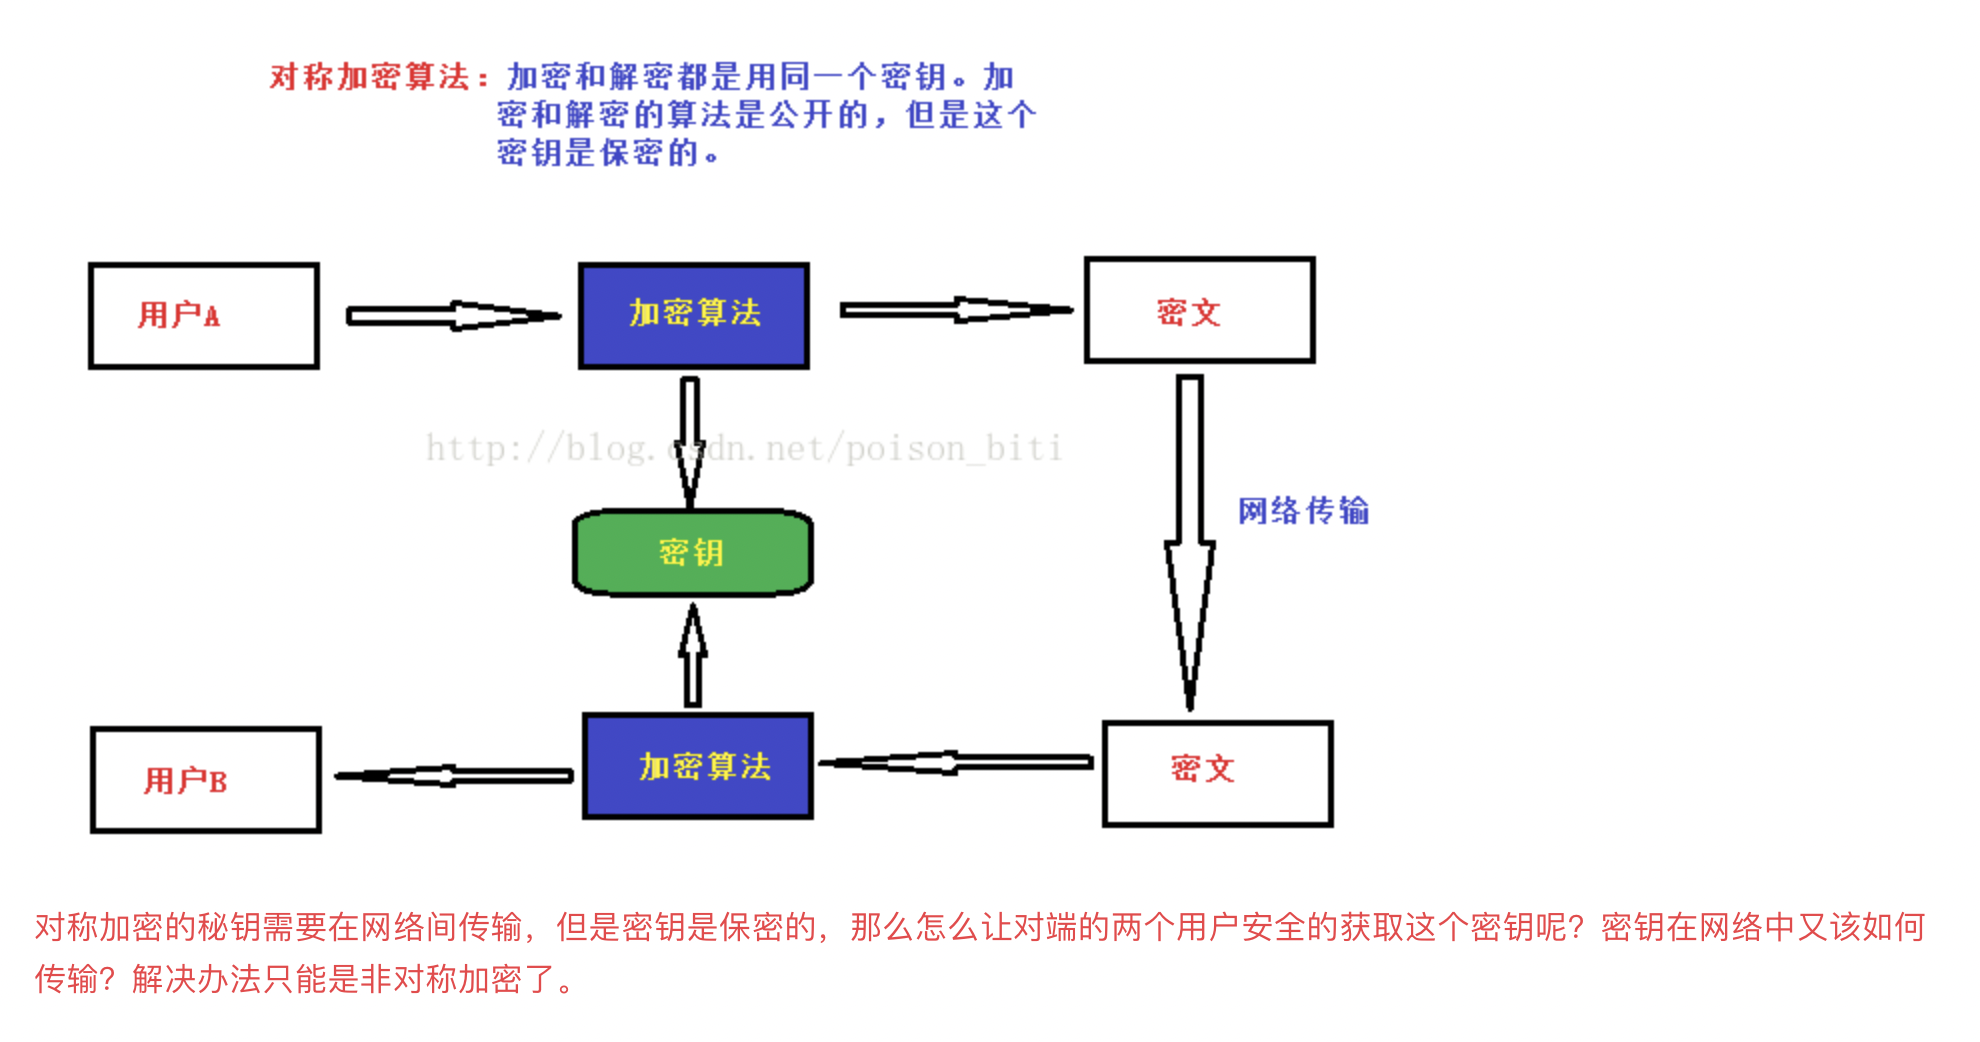 对称加密算法：加密和解密都是用同一个密钥。加
密和解密的算法是公开的，但是这个
密钥是保密的。
用户A
加密算法
密文
http://blog.csdn.net/poison_biti
网络传输
密钥
用户B
加密算法
密文
对称加密的秘钥需要在网络间传输，但是密钥是保密的，那么怎么让对端的两个用户安全的获取这个密钥呢？密钥在网络中又该如何
传输？解决办法只能是非对称加密了。